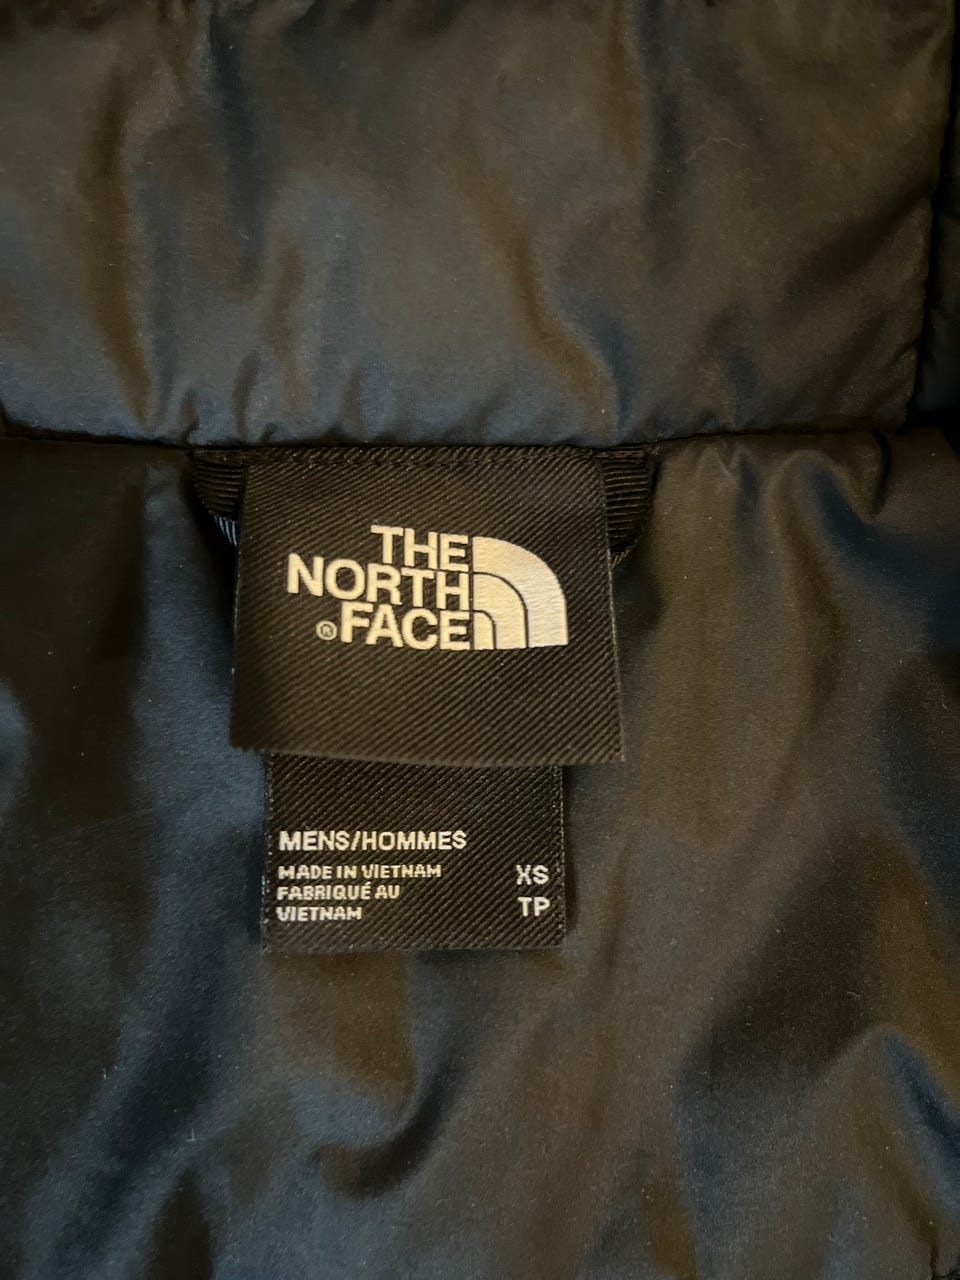 THE
NORTH
®FACE
MENS/HOMMES
MADE IN VIETNAM
FABRIQUÉ AU
VIETNAM
XS
TP